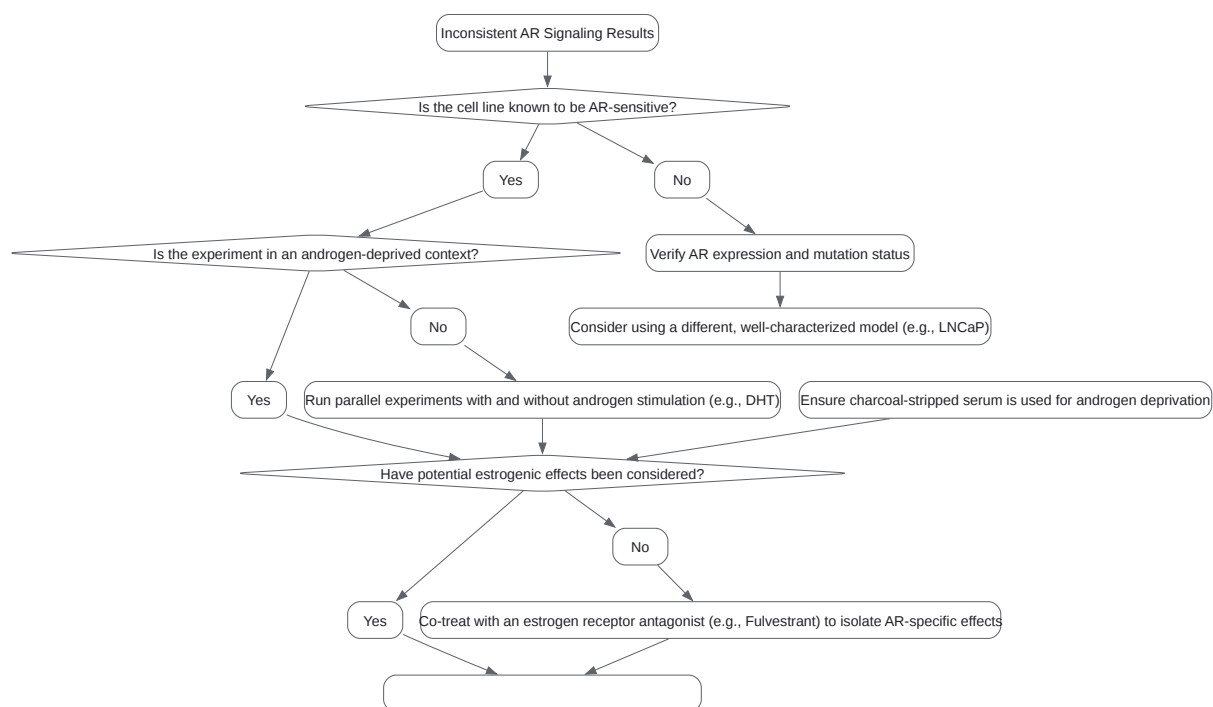 Inconsistent AR Signaling Results
Is the cell line known to be AR-sensitive?
Yes
No
Is the experiment in an androgen-deprived context?
Verify AR expression and mutation status
No
Consider using a different, well-characterized model (e.g., LNCaP)
Yes
Run parallel experiments with and without androgen stimulation (e.g., DHT)
Ensure charcoal-stripped serum is used for androgen deprivation
Have potential estrogenic effects been considered?
No
Yes
Co-treat with an estrogen receptor antagonist (e.g., Fulvestrant) to isolate AR-specific effects